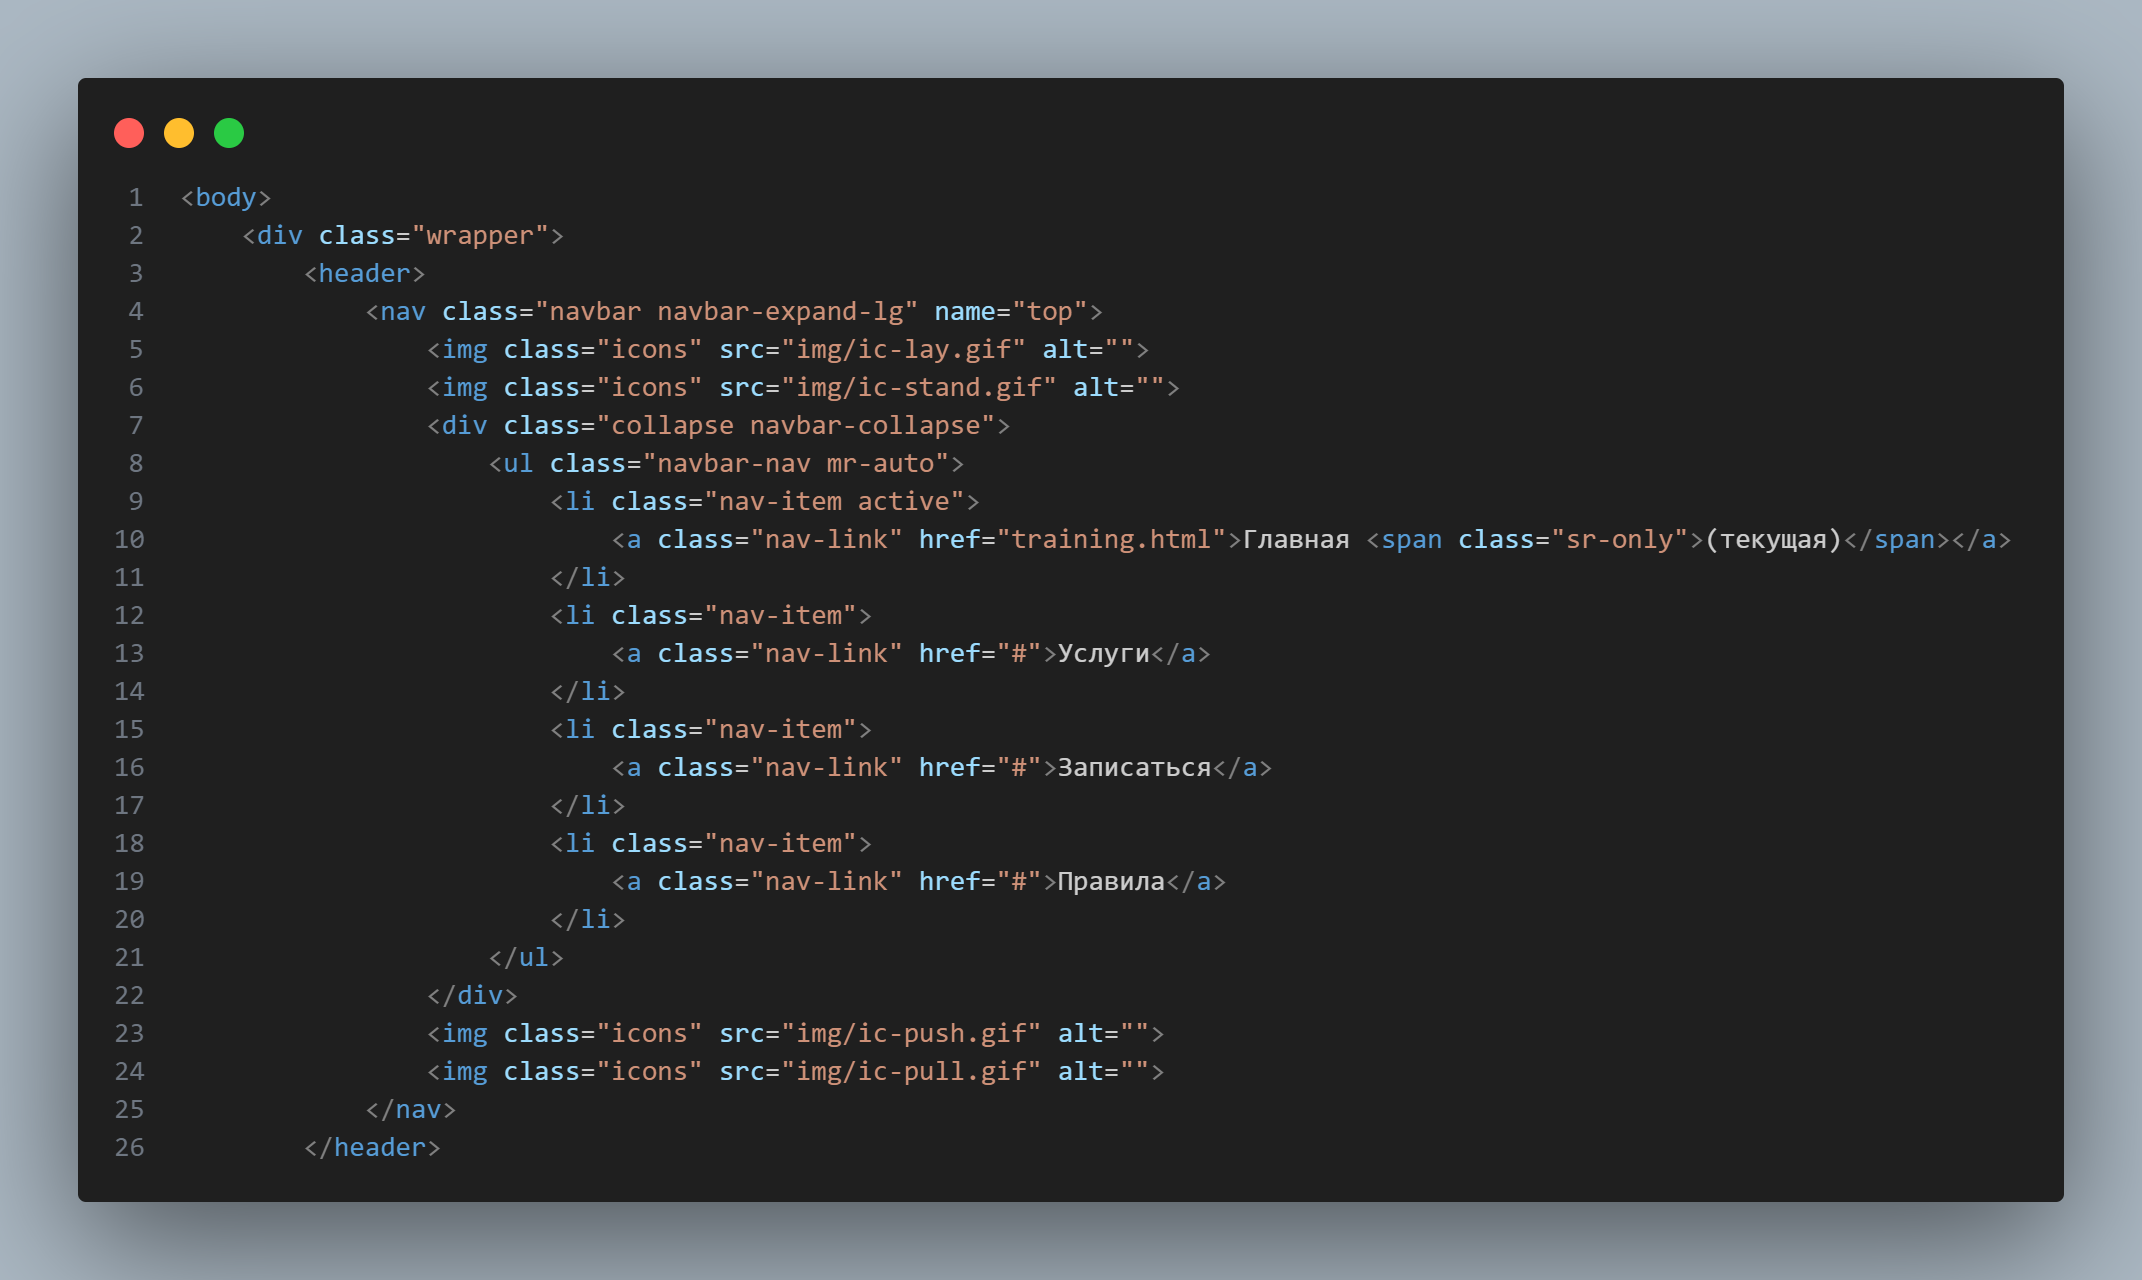 1 <body>
2     <div class="wrapper">
3         <header>
4             <nav class="navbar navbar-expand-lg" name="top">
5                 <img class="icons" src="img/ic-lay.gif" alt="">
6                 <img class="icons" src="img/ic-stand.gif" alt="">
7                 <div class="collapse navbar-collapse">
8                     <ul class="navbar-nav mr-auto">
9                         <li class="nav-item active">
10                             <a class="nav-link" href="training.html">Главная <span class="sr-only">(текущая)</span></a>
11                         </li>
12                         <li class="nav-item">
13                             <a class="nav-link" href="#">Услуги</a>
14                         </li>
15                         <li class="nav-item">
16                             <a class="nav-link" href="#">Записаться</a>
17                         </li>
18                         <li class="nav-item">
19                             <a class="nav-link" href="#">Правила</a>
20                         </li>
21                     </ul>
22                 </div>
23                 <img class="icons" src="img/ic-push.gif" alt="">
24                 <img class="icons" src="img/ic-pull.gif" alt="">
25             </nav>
26         </header>